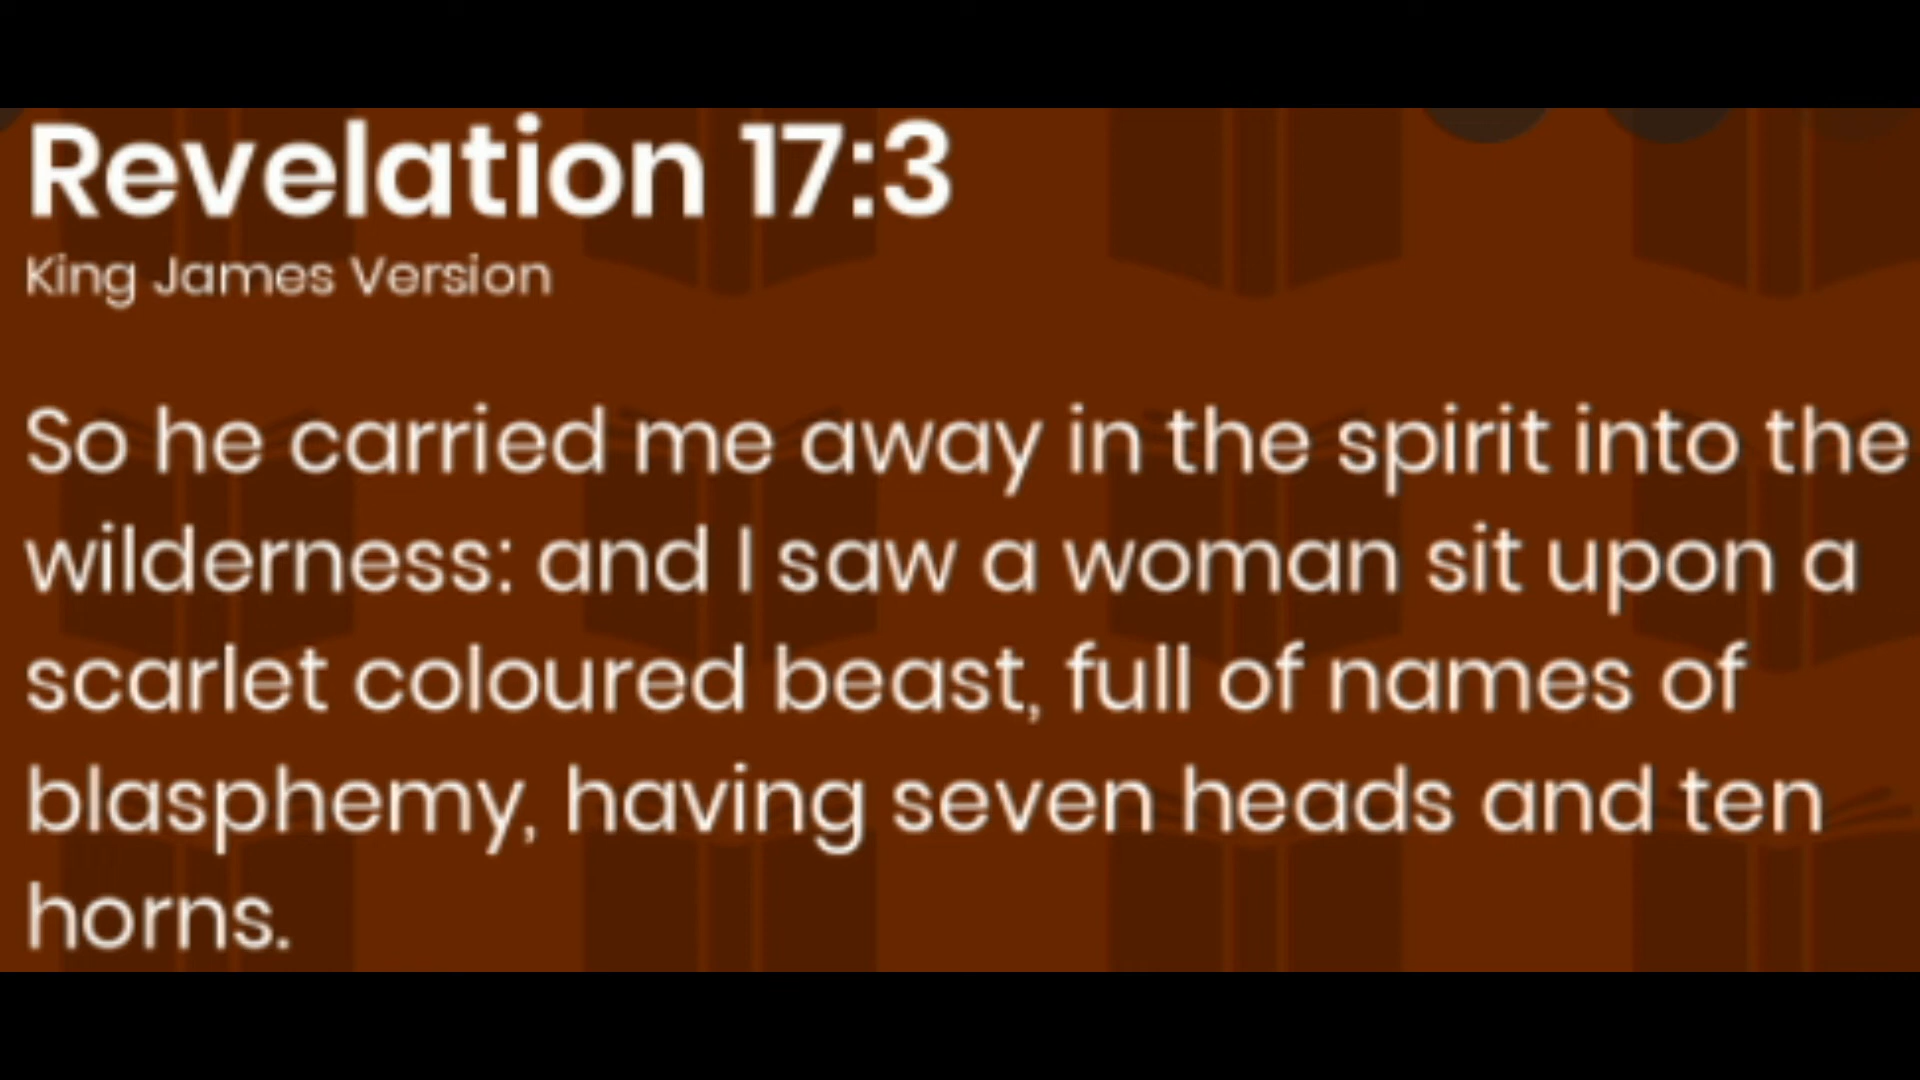 Revelation 17:3
King James Version
So he carried me away in the spirit into the
wilderness: and I saw a woman sit upon a
scarlet coloured beast, full of names of
blasphemy, having seven heads and ten
horns.